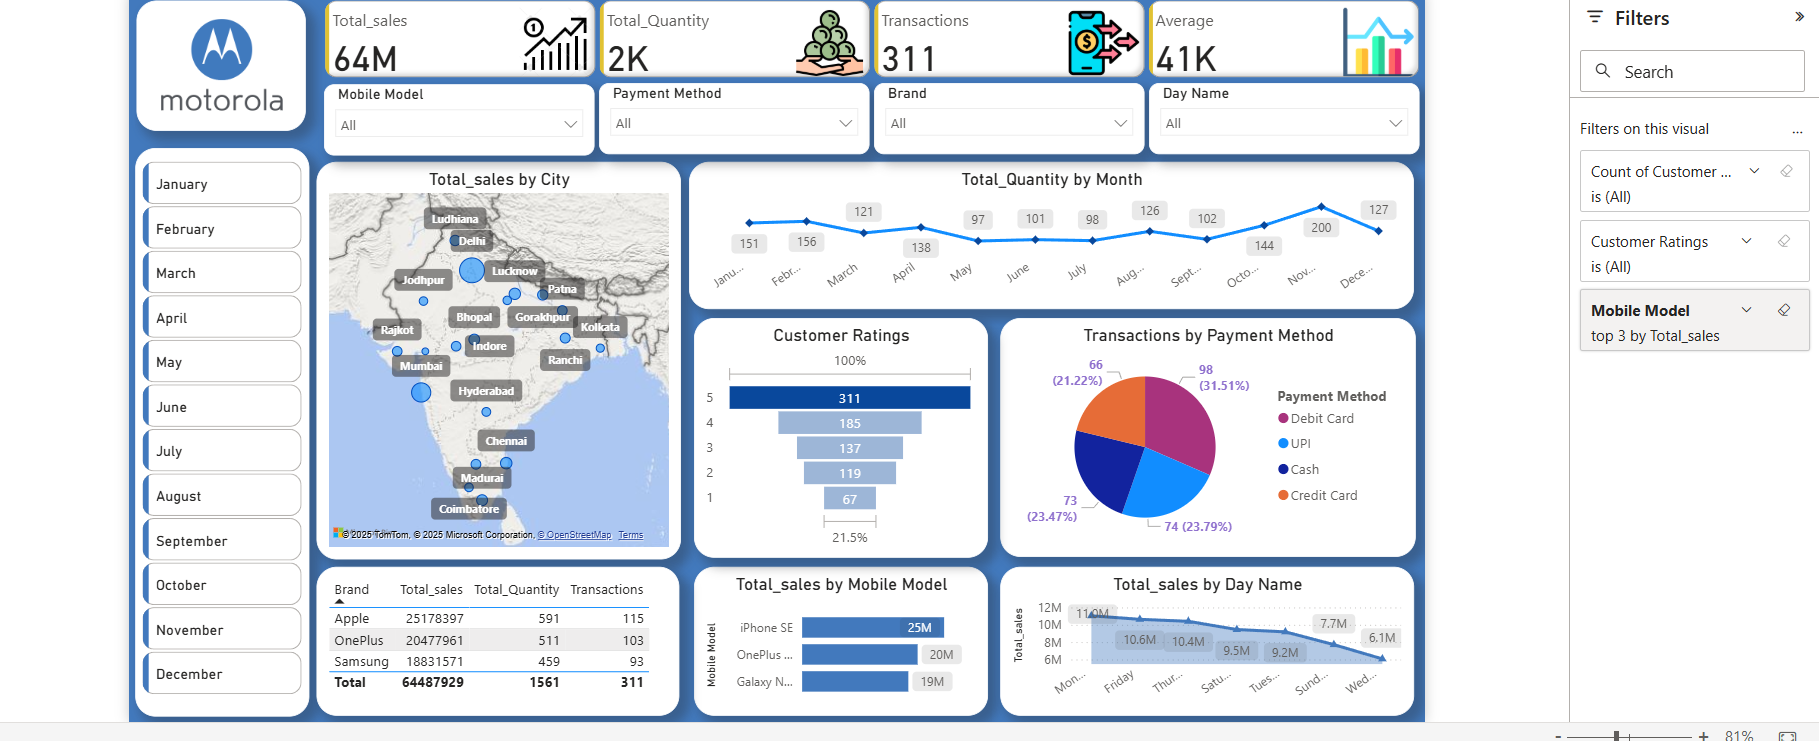 motorola
Total_sales
64M
Total_Quantity
2K
Transactions
311
Average
41K
Mobile Model
All
Payment Method
All
Brand
All
Day Name
All
January
February
March
April
May
June
July
August
September
October
November
December
Total_sales by City
Ludhiana
Delhi
Lucknow
Jodhpur
Patna
Bhopal
Gorakhpur
Kolkata
Rajkot
Indore
Ranchi
Mumbai
Hyderabad
Chennai
Madurai
Coimbatore
© 2025 TomTom, © 2025 Microsoft Corporation, © OpenStreetMap Terms
Total_Quantity by Month
151
156
121
138
97
101
98
126
102
144
200
127
Janu...
Febr...
March
April
May
June
July
Aug...
Sept...
Octo...
Nov...
Dece...
Customer Ratings
100%
5 311
4 185
3 137
2 119
1 67
21.5%
Transactions by Payment Method
66
(21.22%)
98
(31.51%)
73
(23.47%)
74 (23.79%)
Payment Method
Debit Card
UPI
Cash
Credit Card
Brand Total_sales Total_Quantity Transactions
Apple 25178397 591 115
OnePlus 20477961 511 103
Samsung 18831571 459 93
Total 64487929 1561 311
Total_sales by Mobile Model
Mobile Model
iPhone SE 25M
OnePlus ... 20M
Galaxy N... 19M
Total_sales by Day Name
Total_sales
12M
10M
8M
6M
11.0M
10.6M
10.4M
9.5M
9.2M
7.7M
6.1M
Mon...
Friday
Thur...
Satu...
Tues...
Sund...
Wed...
Filters
Search
Filters on this visual
...
Count of Customer ...
is (All)
Customer Ratings
is (All)
Mobile Model
top 3 by Total_sales
- + 81%